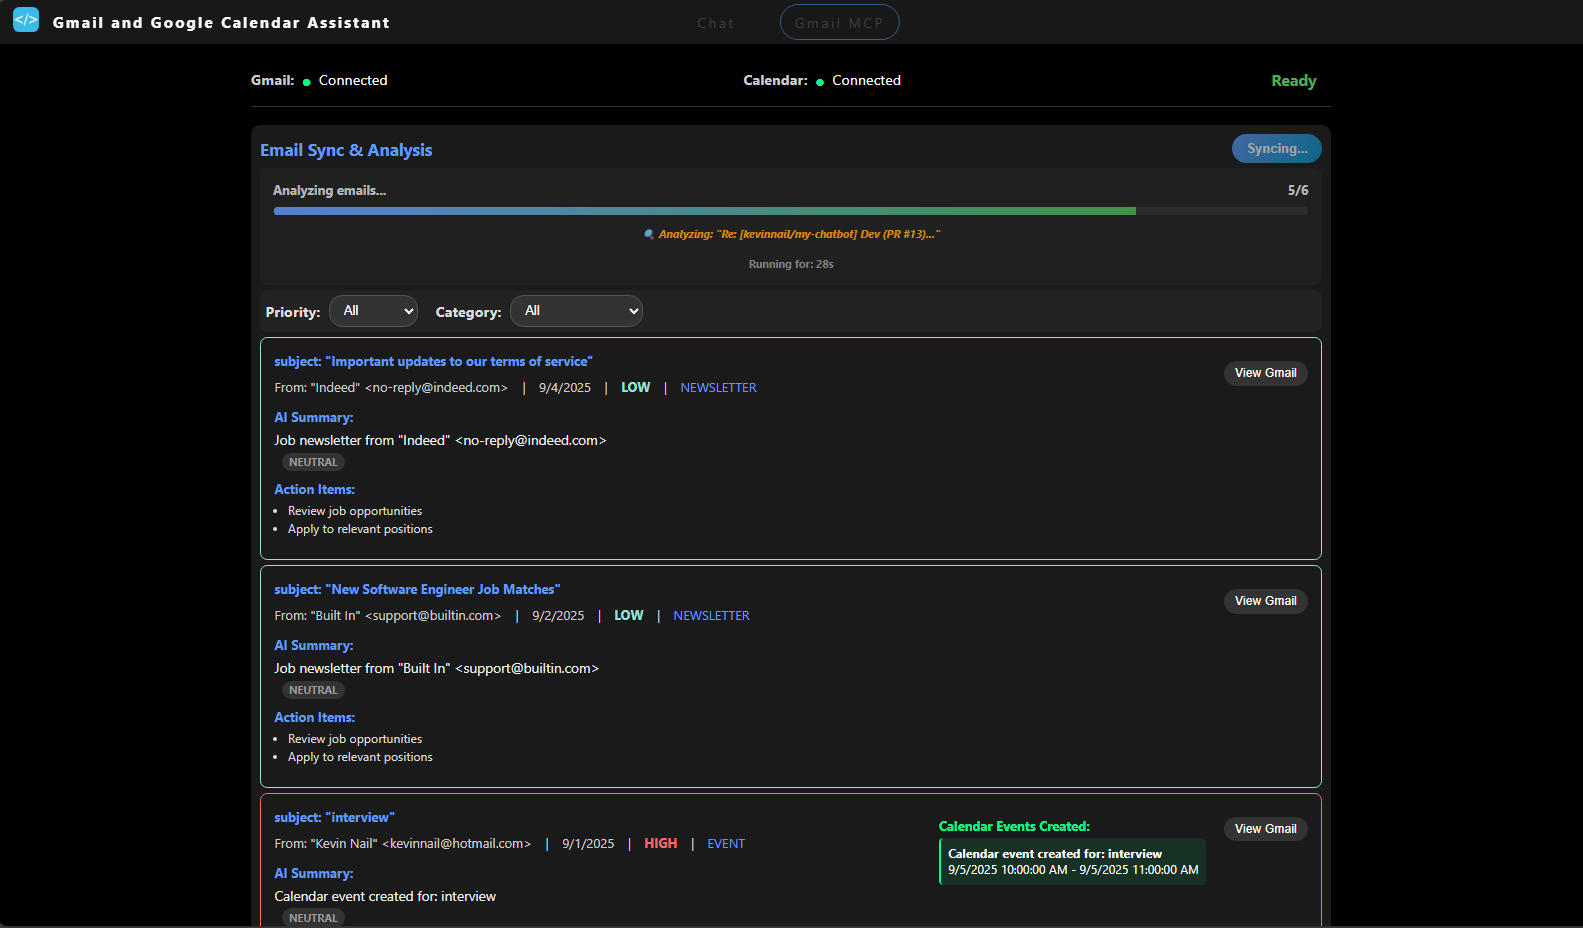 </> Gmail and Google Calendar Assistant Chat Gmail MCP
Gmail: Connected Calendar: Connected Ready
Email Sync & Analysis Syncing...
Analyzing emails... 5/6
Analyzing: "Re: [kevinnail/my-chatbot] Dev (PR #13)..."
Running for: 28s
Priority: All Category: All
subject: "Important updates to our terms of service"
View Gmail
From: "Indeed" <no-reply@indeed.com> | 9/4/2025 | LOW | NEWSLETTER
AI Summary:
Job newsletter from "Indeed" <no-reply@indeed.com>
NEUTRAL
Action Items:
• Review job opportunities
• Apply to relevant positions
subject: "New Software Engineer Job Matches"
View Gmail
From: "Built In" <support@builtin.com> | 9/2/2025 | LOW | NEWSLETTER
AI Summary:
Job newsletter from "Built In" <support@builtin.com>
NEUTRAL
Action Items:
• Review job opportunities
• Apply to relevant positions
subject: "interview"
Calendar Events Created: View Gmail
From: "Kevin Nail" <kevinnail@hotmail.com> | 9/1/2025 | HIGH | EVENT
Calendar event created for: interview
9/5/2025 10:00:00 AM - 9/5/2025 11:00:00 AM
AI Summary:
Calendar event created for: interview
NEUTRAL